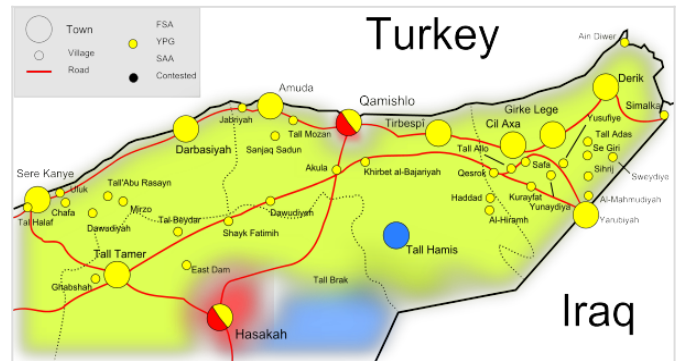 Town
Village
Road
FSA
YPG
SAA
Contested
Turkey
Iraq
Ain Diwer
Derik
Simalka
Amuda
Qamishlo
Girke Lege
Yusufiye
Jabriyah
Tirbespî
Cil Axa
Tall Mozan
Tall Adas
Darbasiyah
Sanjaq Sadun
Tall Allo
Safa
Se Giri
Sweydiye
Akula
Khirbet al-Bajariyah
Qesrok
Sihrij
Sere Kanye
Uluk
Tall'Abu Rasayn
Chafa
Mirzo
Tal Halaf
Dawudiyah
Tal-Beydar
Dawudiyah
Haddad
Kurayfat
Yunaydiya
Al-Mahmudiyah
Al-Hiramh
Yarubiyah
Shayk Fatimih
Tall Tamer
Tall Hamis
East Dam
Ghabshah
Tall Brak
Hasakah